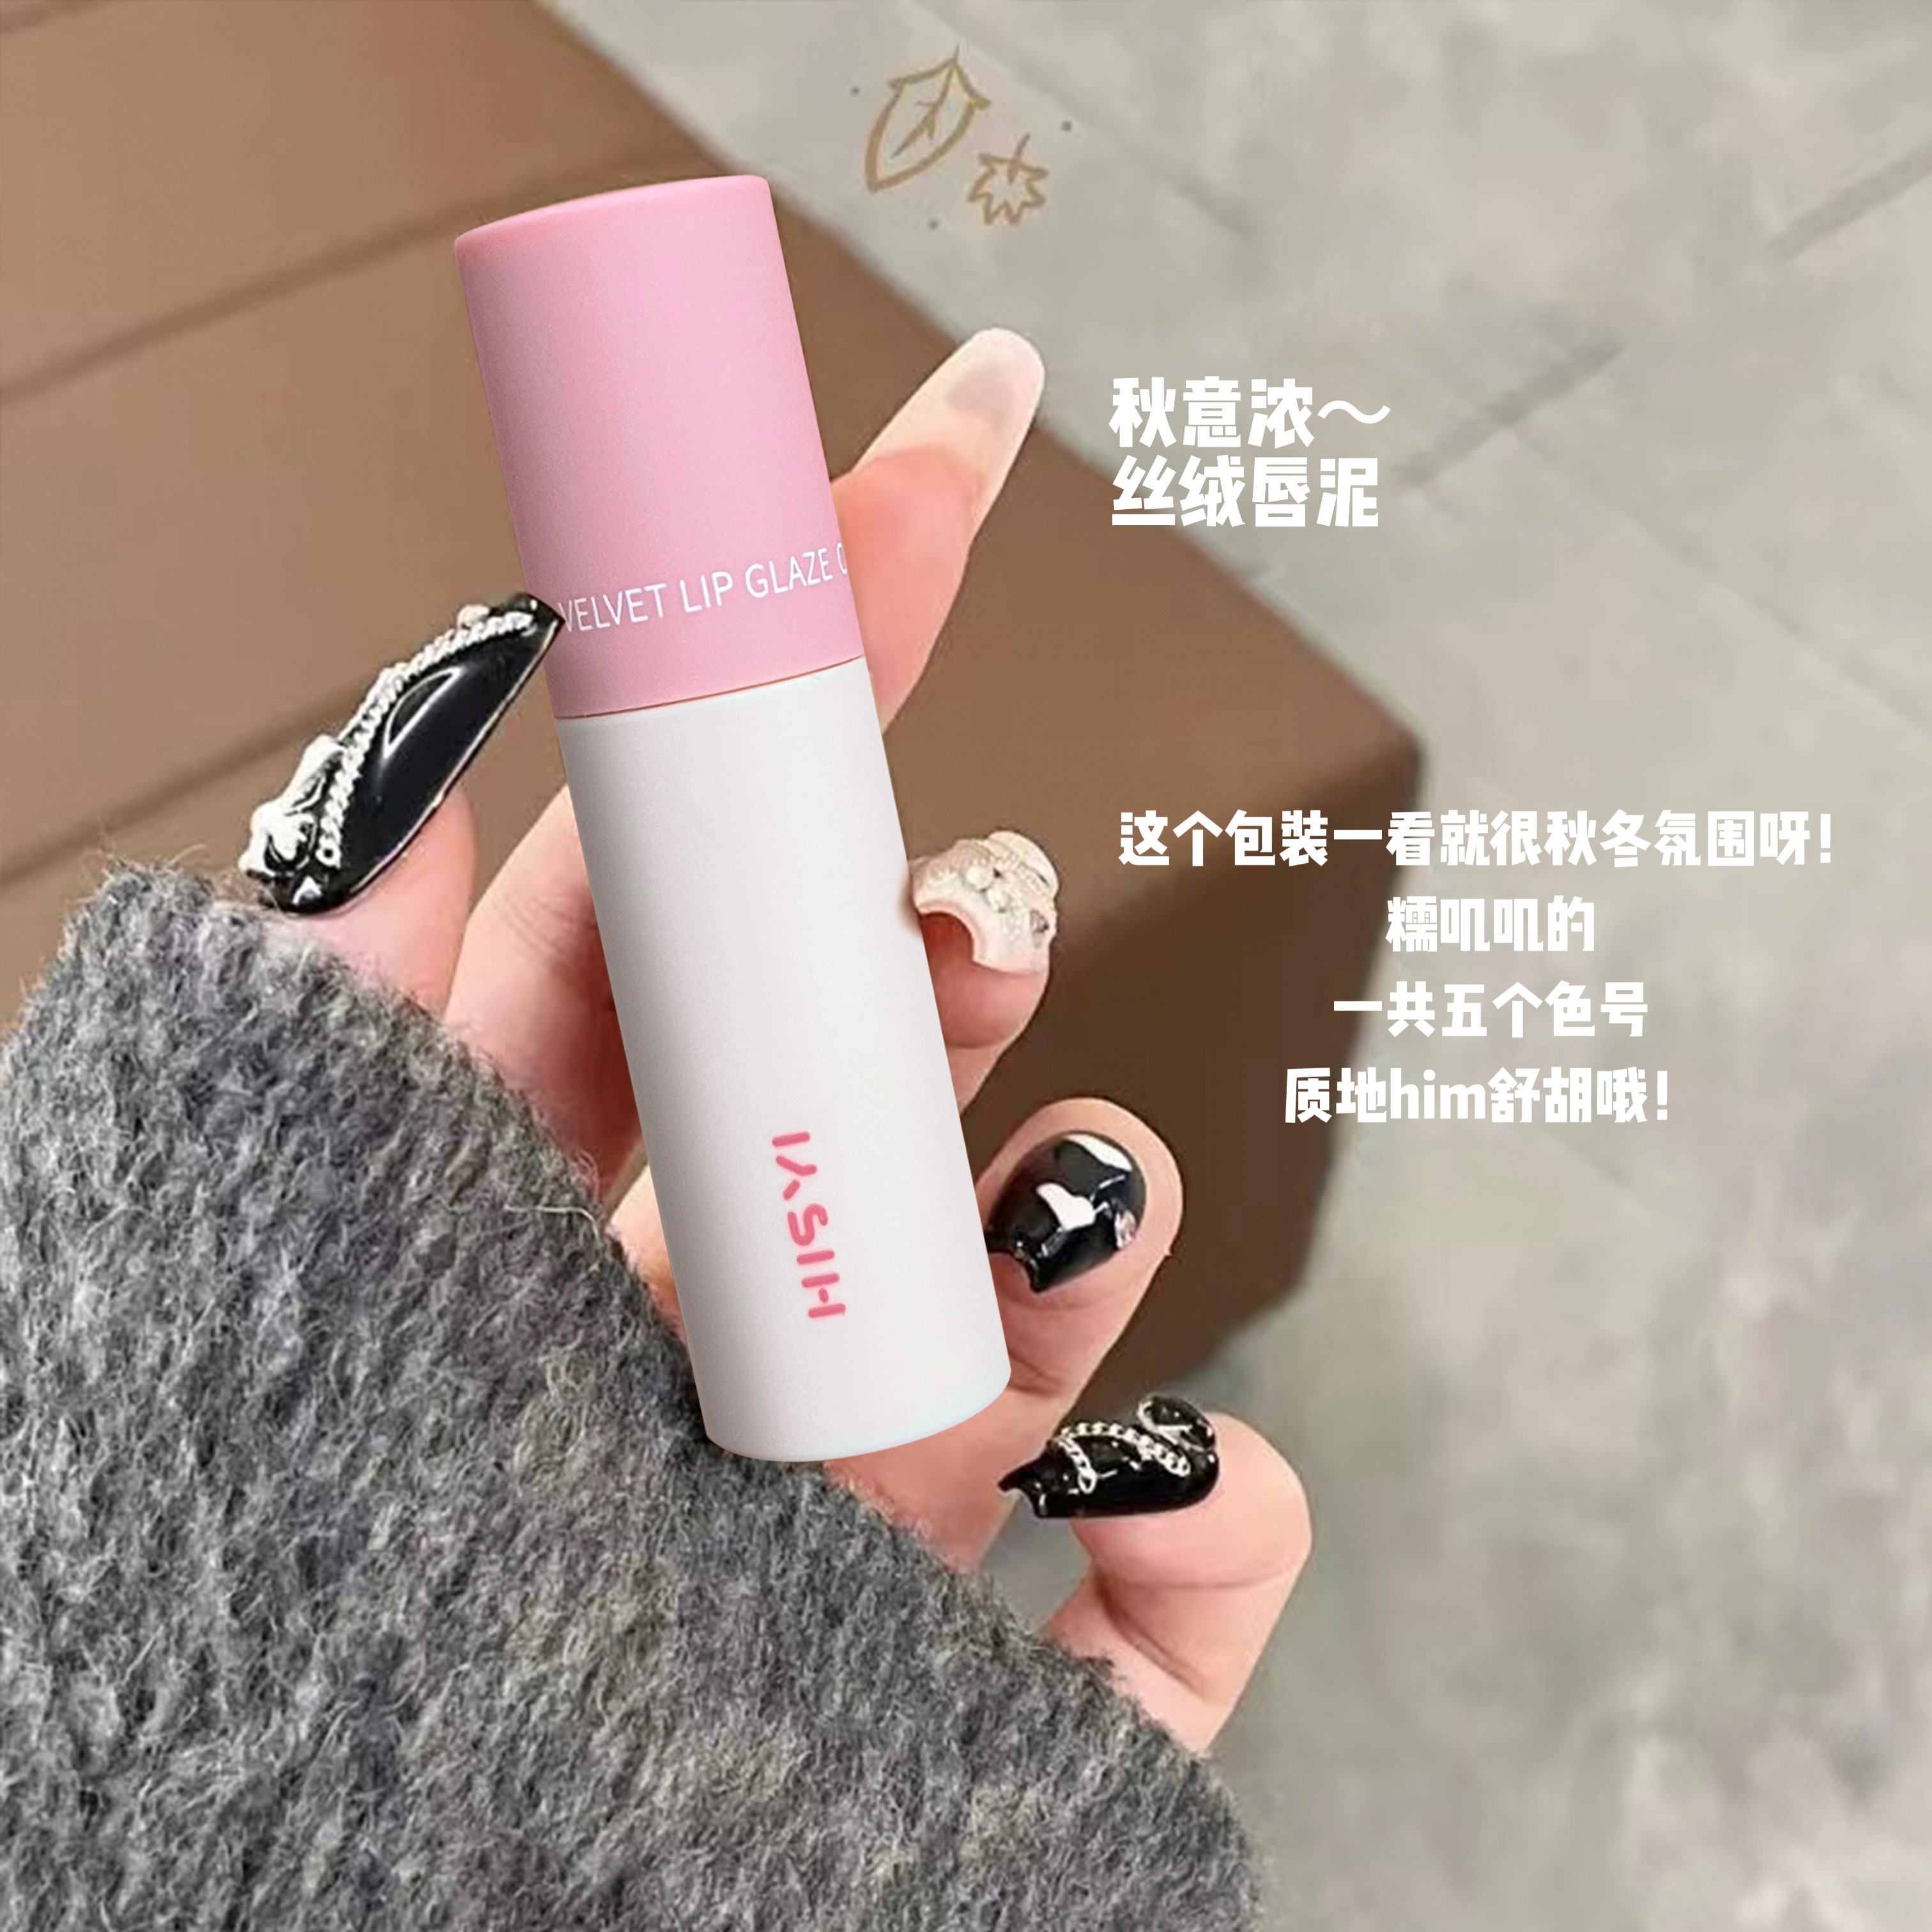 秋意浓～
丝绒唇泥
VELVET LIP GLAZE
这个包裝一看就很秋冬氛围呀！
糯叽叽的
一共五个色号
质地him舒胡哦！